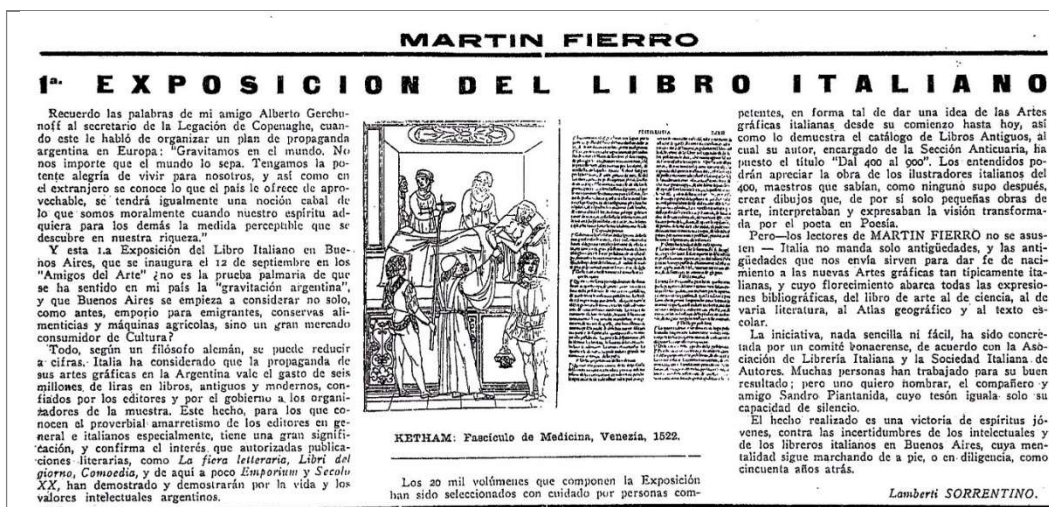 MARTIN FIERRO
1ª. EXPOSICION DEL LIBRO ITALIANO
Recuerdo las palabras de mi amigo Alberto Gerchu-
noff al secretario de la Legación de Copenaghe, cuan-
do este le habló de organizar un plan de propaganda
argentina en Europa: "Gravitamos en el mundo. No
nos importe que el mundo lo sepa. Tengamos la po-
tente alegría de vivir para nosotros, y así como en
el extranjero se conoce lo que el país le ofrece de apro-
vechable, se tendrá igualmente una noción cabal de
lo que somos moralmente cuando nuestro espíritu ad-
quiera para los demás la medida perceptible que se
descubre en nuestra riqueza."
Y esta 1.a Exposición del Libro Italiano en Bue-
nos Aires, que se inaugura el 12 de septiembre en los
"Amigos del Arte" ¿no es la prueba palmaria de que
se ha sentido en mi país la "gravitación argentina",
y que Buenos Aires se empieza a considerar no solo,
como antes, emporio para emigrantes, conservas ali-
menticias y máquinas agrícolas, sino un gran mercado
consumidor de Cultura?
Todo, según un filósofo alemán, se puede reducir
a cifras. Italia ha considerado que la propaganda de
sus artes gráficas en la Argentina vale el gasto de seis
millones de liras en libros, antiguos y modernos, con-
fiados por los editores y por el gobierno a los organi-
zadores de la muestra. Este hecho, para los que co-
nocen el proverbial amarretismo de los editores en ge-
neral e italianos especialmente, tiene una gran signifi-
cación, y confirma el interés que autorizadas publica-
ciones literarias, como La fiera letteraria, Libri del
giorno, Comoedia, y de aquí a poco Emporium y Secolo
XX, han demostrado y demostrarán por la vida y los
valores intelectuales argentinos.
KETHAM: Fascículo de Medicina, Venezia, 1522.
Los 20 mil volúmenes que componen la Exposición
han sido seleccionados con cuidado por personas com-
petentes, en forma tal de dar una idea de las Artes
gráficas italianas desde su comienzo hasta hoy, así
como lo demuestra el catálogo de Libros Antiguos, al
cual su autor, encargado de la Sección Anticuaria, ha
puesto el título "Dal 400 al 900". Los entendidos po-
drán apreciar la obra de los ilustradores italianos del
400, maestros que sabían, como ninguno supo después,
crear dibujos que, de por sí solo pequeñas obras de
arte, interpretaban y expresaban la visión transforma-
da por el poeta en Poesía.
Pero—los lectores de MARTIN FIERRO no se asus-
ten — Italia no manda solo antigüedades, y las anti-
güedades que nos envía sirven para dar fe de naci-
miento a las nuevas Artes gráficas tan típicamente ita-
lianas, y cuyo florecimiento abarca todas las expresio-
nes bibliográficas, del libro de arte al de ciencia, al de
varia literatura, al Atlas geográfico y al texto es-
colar.
La iniciativa, nada sencilla ni fácil, ha sido concre-
tada por un comité bonaerense, de acuerdo con la Aso-
ciación de Librería Italiana y la Sociedad Italiana de
Autores. Muchas personas han trabajado para su buen
resultado; pero uno quiero nombrar, el compañero y
amigo Sandro Piantanida, cuyo tesón iguala solo su
capacidad de silencio.
El hecho realizado es una victoria de espíritus jó-
venes, contra las incertidumbres de los intelectuales y
de los libreros italianos en Buenos Aires, cuya men-
talidad sigue marchando de a pie, o en diligencia, como
cincuenta años atrás.
Lamberti SORRENTINO.